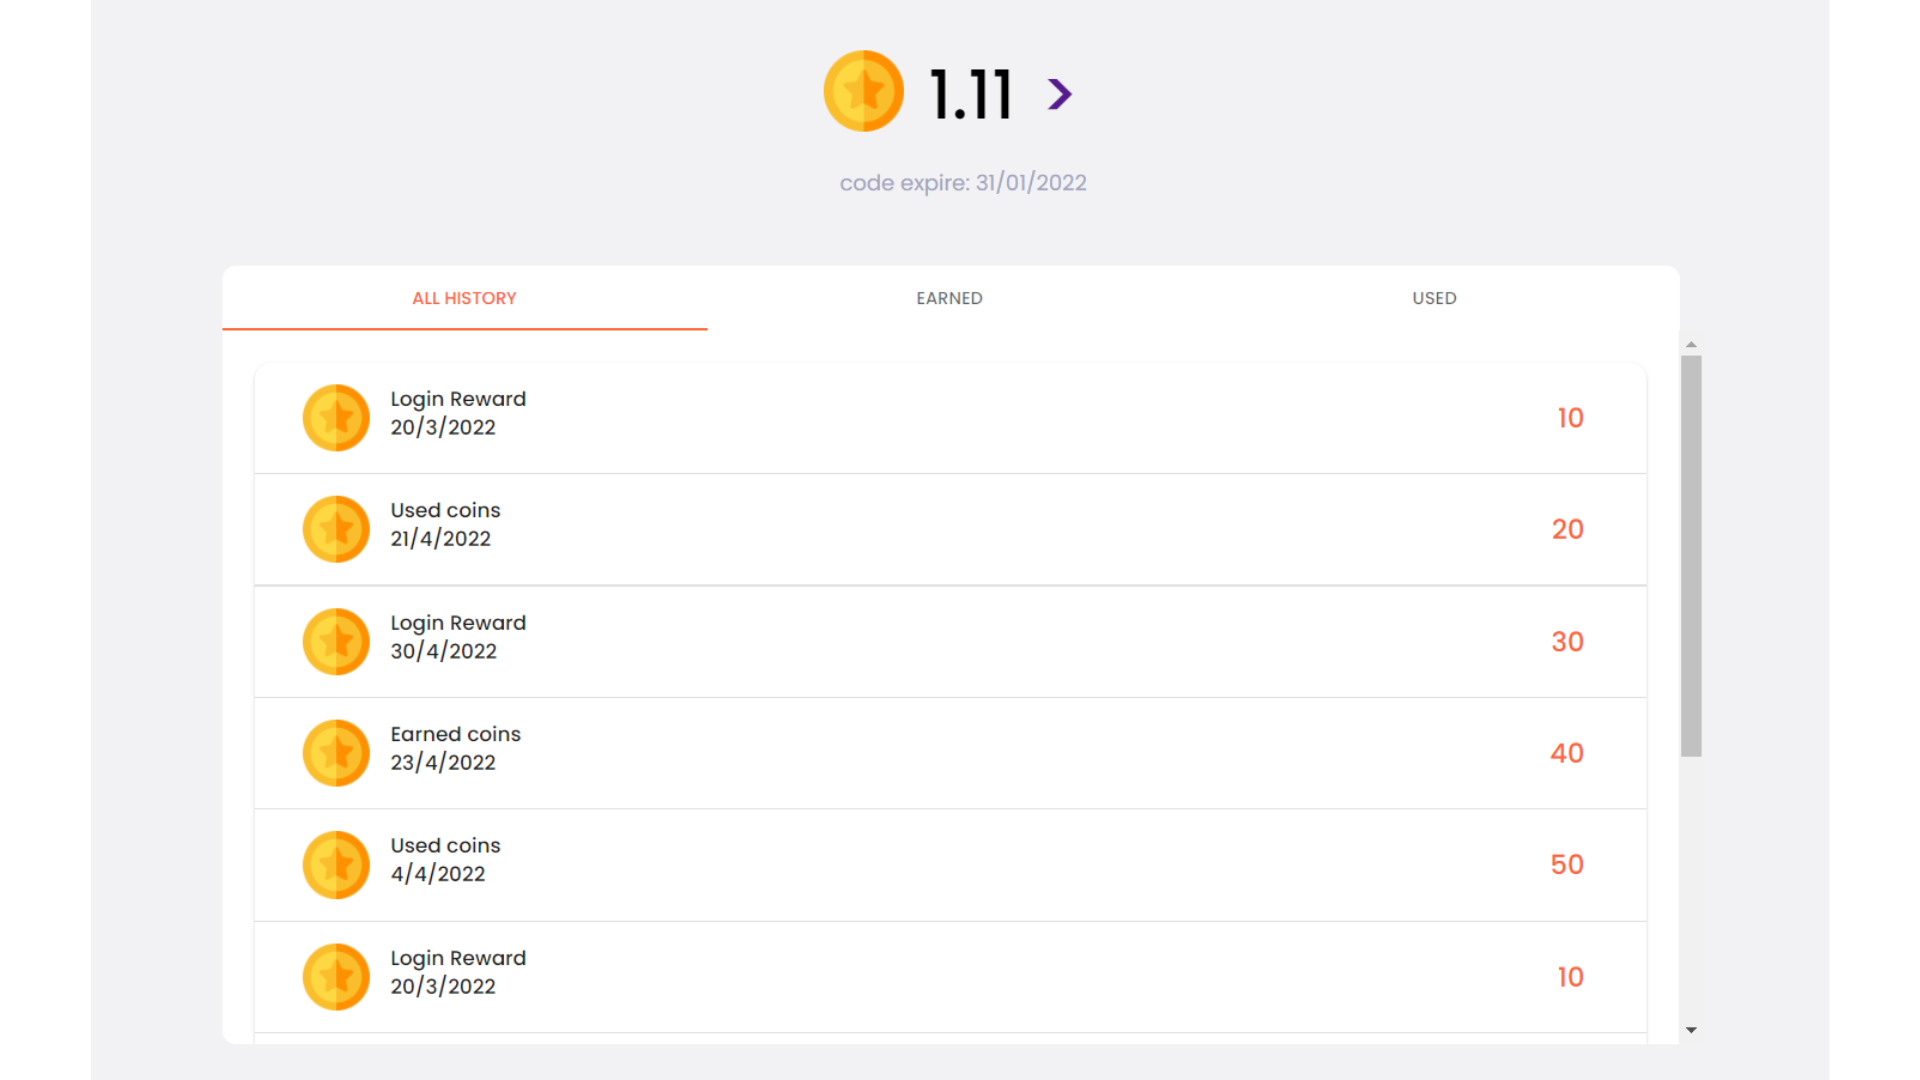 1.11 >
code expire: 31/01/2022
ALL HISTORY
EARNED
USED
Login Reward
20/3/2022
10
Used coins
21/4/2022
20
Login Reward
30/4/2022
30
Earned coins
23/4/2022
40
Used coins
4/4/2022
50
Login Reward
20/3/2022
10